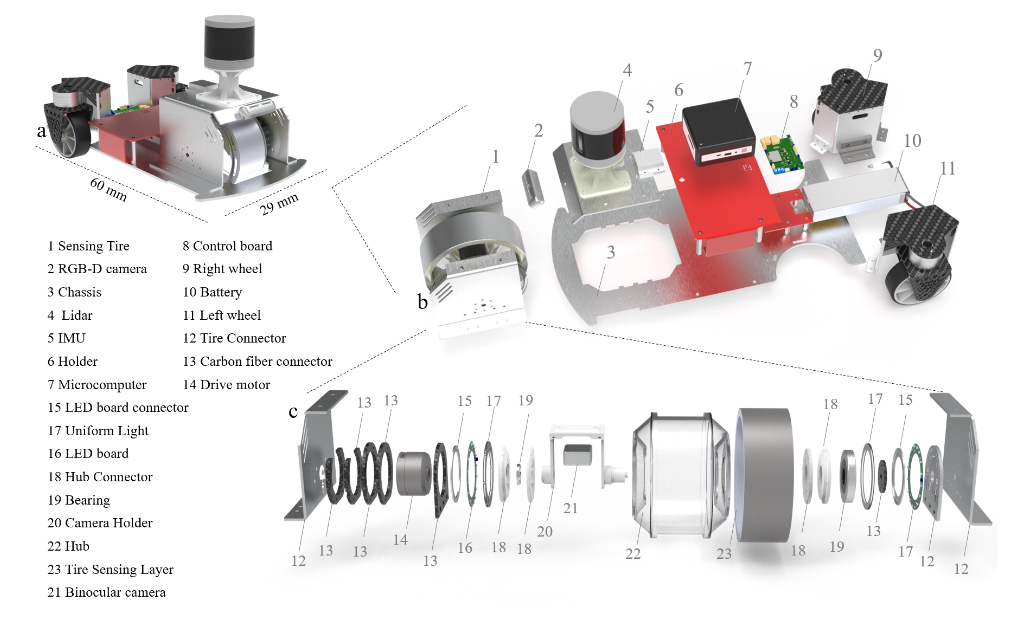 a
60 mm
29 mm
1
2
3
4
5
6
7
8
9
10
11
b
1 Sensing Tire
2 RGB-D camera
3 Chassis
4 Lidar
5 IMU
6 Holder
7 Microcomputer
8 Control board
9 Right wheel
10 Battery
11 Left wheel
12 Tire Connector
13 Carbon fiber connector
14 Drive motor
15 LED board connector
17 Uniform Light
16 LED board
18 Hub Connector
19 Bearing
20 Camera Holder
22 Hub
23 Tire Sensing Layer
21 Binocular camera
c
13 13 15 17 19 18 17 15
21
13
12 13 13 14 13 16 18 18 20 22 23 18 19 17 12 12